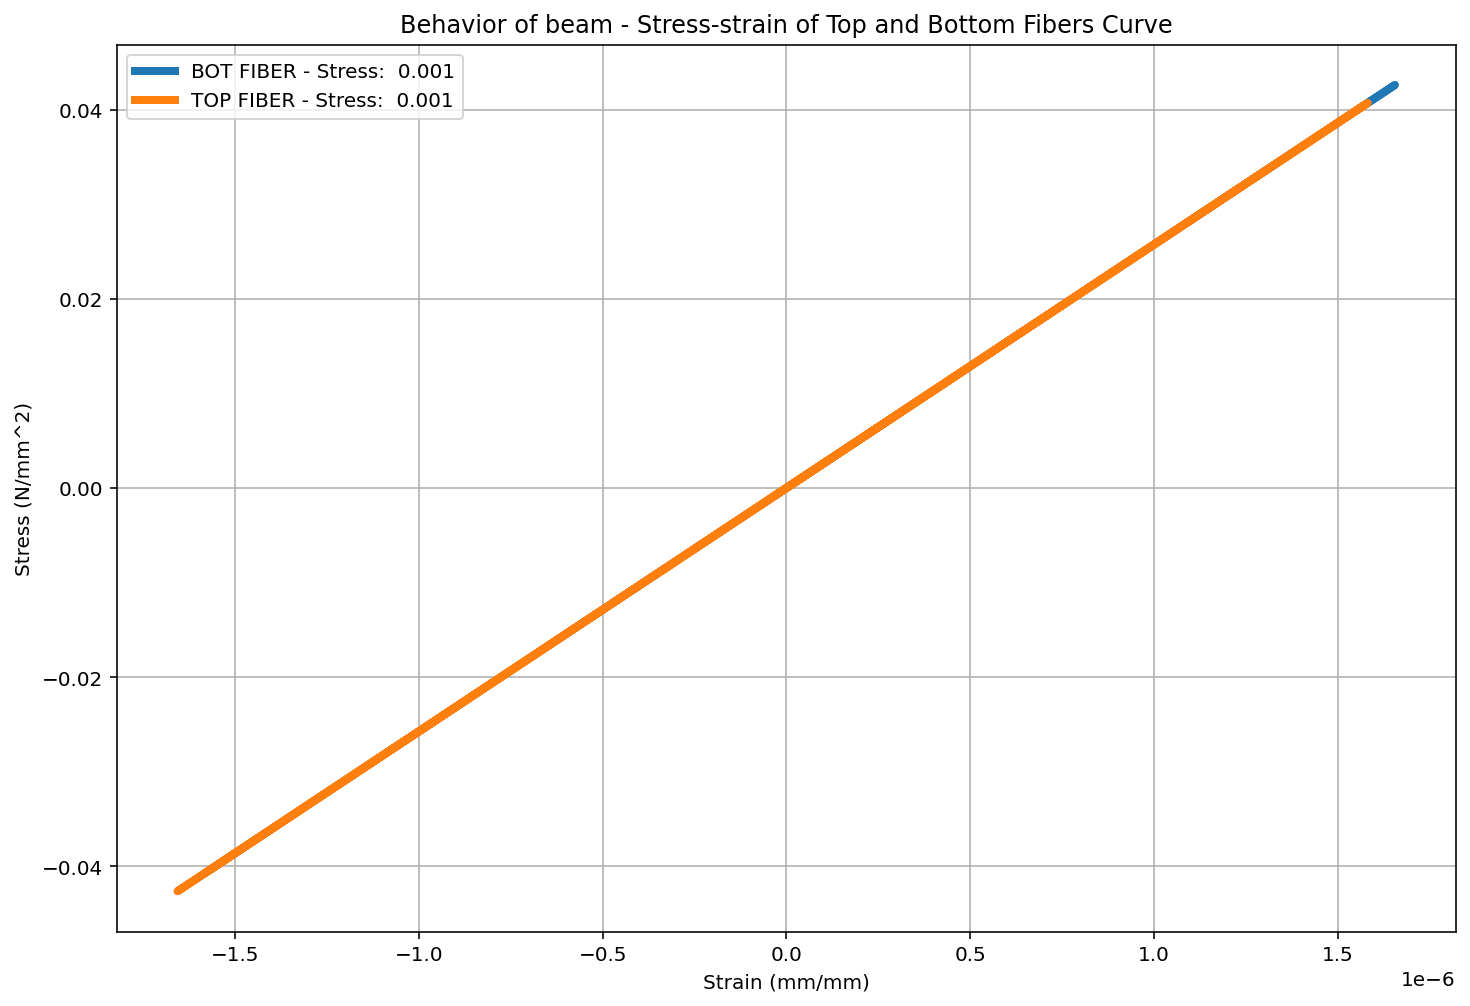 Behavior of beam - Stress-strain of Top and Bottom Fibers Curve
BOT FIBER - Stress:  0.001
TOP FIBER - Stress:  0.001
Stress (N/mm^2)
0.04
0.02
0.00
−0.02
−0.04
−1.5
−1.0
−0.5
0.0
0.5
1.0
1.5
1e−6
Strain (mm/mm)